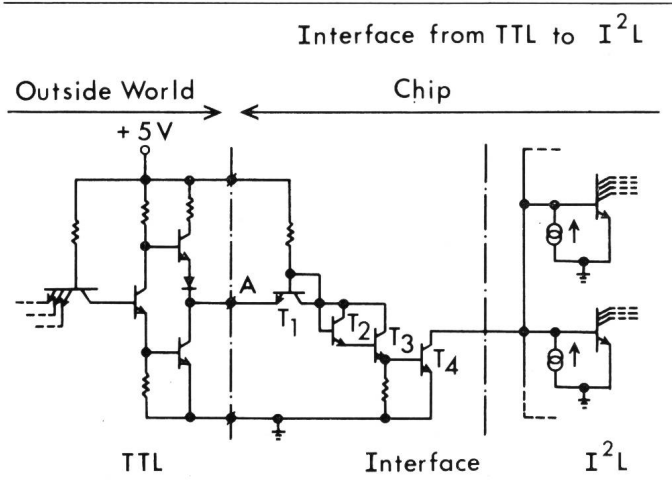 Interface from TTL to I²L
Outside World
Chip
+ 5V
A
T₁
T₂
T₃
T₄
TTL
Interface
I²L